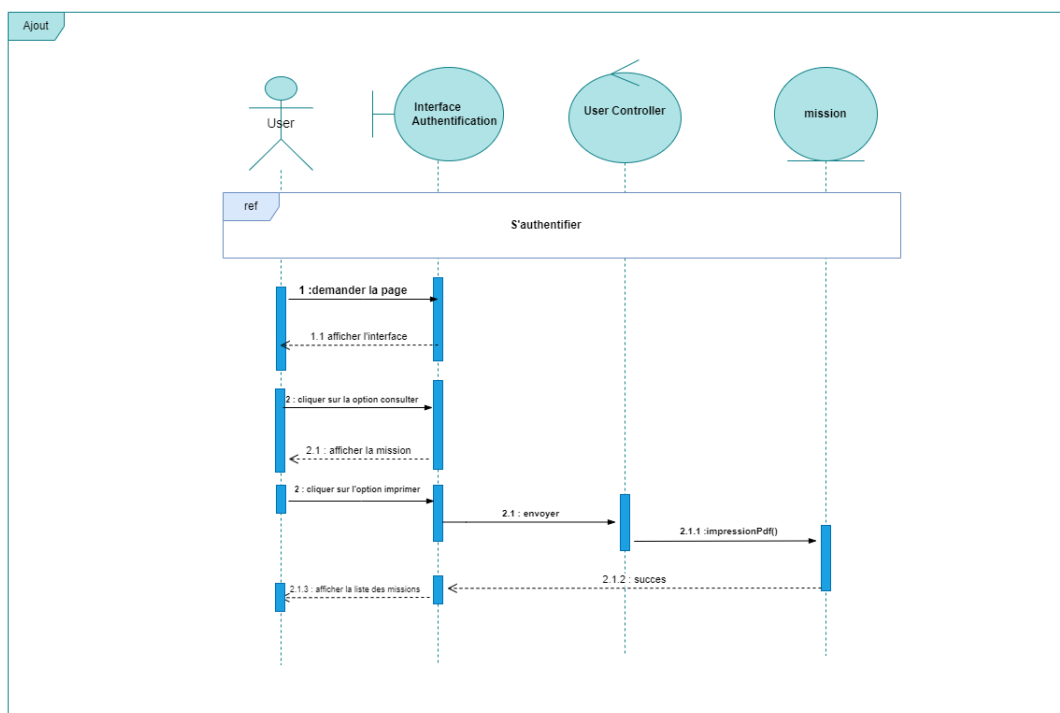 Ajout
User
Interface
Authentification
User Controller
mission
ref
S'authentifier
1 :demander la page
1.1 afficher l'interface
2 : cliquer sur la option consulter
2.1 : afficher la mission
2 : cliquer sur l'option imprimer
2.1 : envoyer
2.1.1 :impressionPdf()
2.1.2 : succes
2.1.3 : afficher la liste des missions